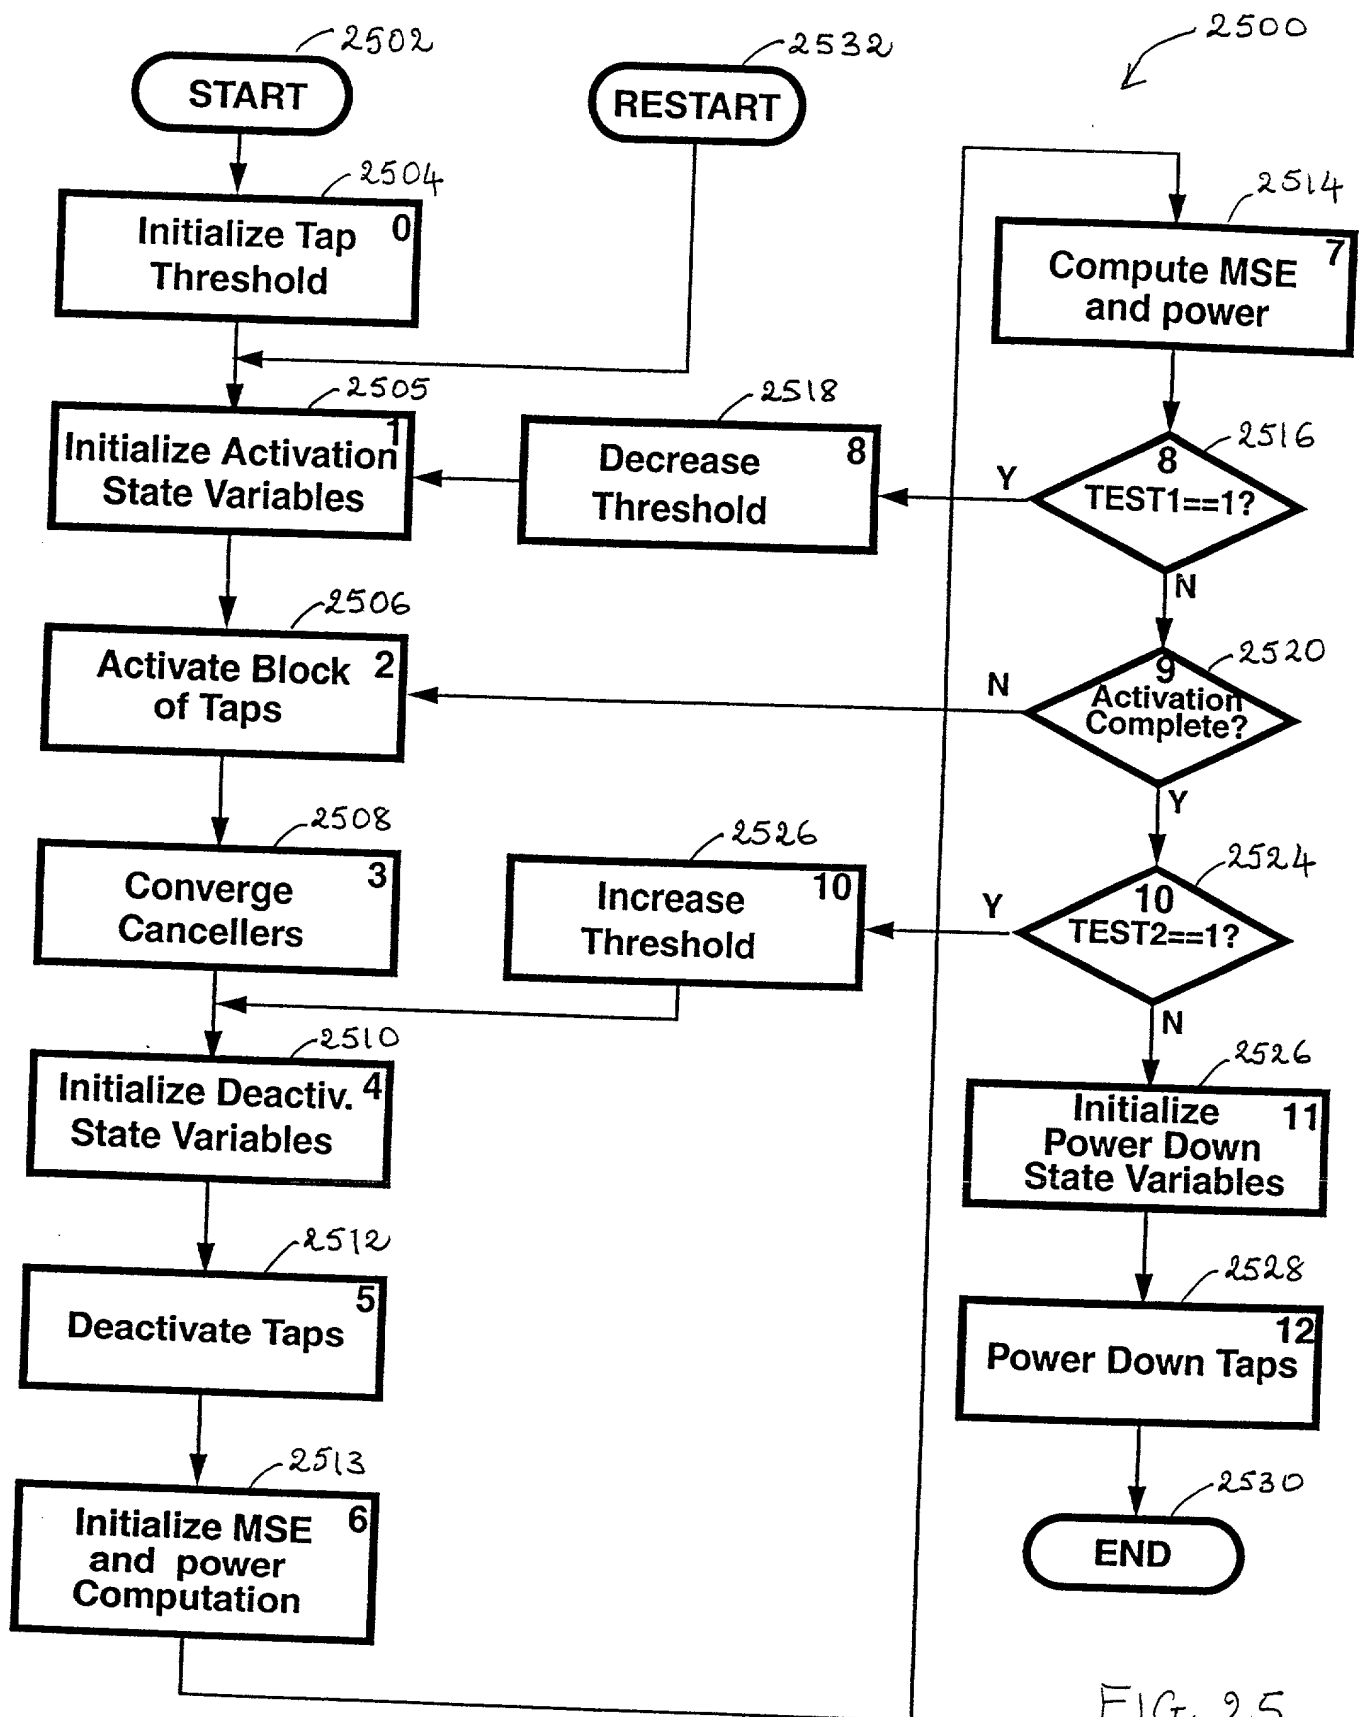 2500
2502
START
2532
RESTART
2504
0
Initialize Tap
Threshold
2505
1
Initialize Activation
State Variables
2518
8
Decrease
Threshold
2506
2
Activate Block
of Taps
2508
3
Converge
Cancellers
2526
10
Increase
Threshold
2510
4
Initialize Deactiv.
State Variables
2512
5
Deactivate Taps
2513
6
Initialize MSE
and power
Computation
2514
7
Compute MSE
and power
2516
8
TEST1==1?
Y
N
2520
9
Activation
Complete?
N
Y
2524
10
TEST2==1?
Y
N
2526
11
Initialize
Power Down
State Variables
2528
12
Power Down Taps
2530
END
FIG. 25